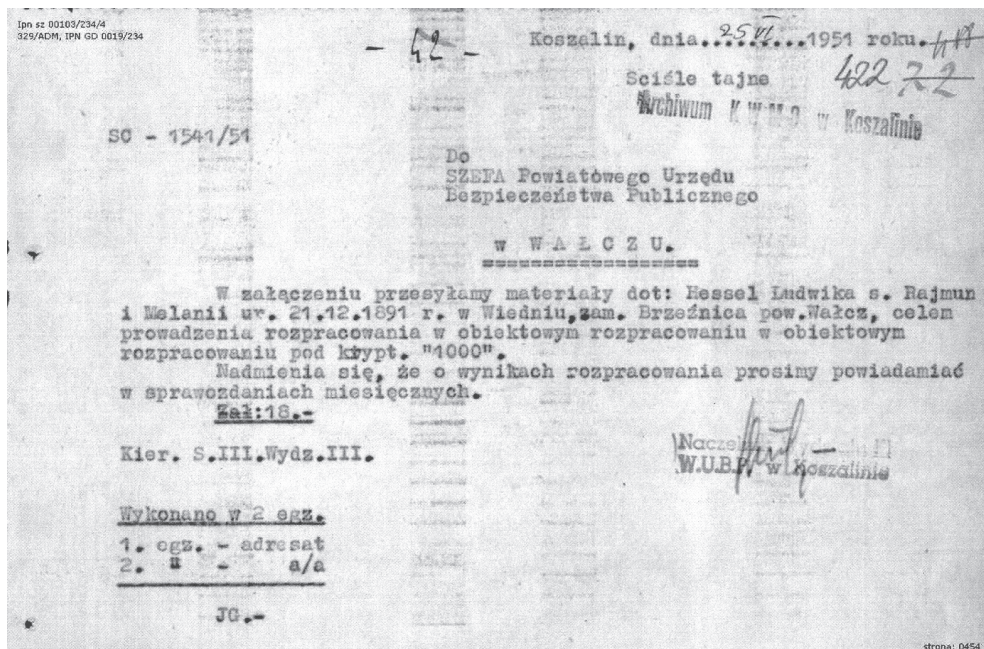 Ipn sz 00103/234/4
329/ADM, IPN GD 0019/234
- 42 -
Koszalin, dnia..25 VI..1951 roku.
Sciśle tajne
422 72
Archiwum K W M O w Koszalinie
SC - 1541/51
Do
SZEFA Powiatowego Urzędu
Bezpieczeństwa Publicznego
w WAŁCZU.
W załączeniu przesyłamy materiały dot: Hessel Ludwika s. Rajmun
i Melanii ur. 21.12.1891 r. w Wiedniu,zam. Brzeźnica pow.Wałcz, celem
prowadzenia rozpracowania w obiektowym rozpracowaniu w obiektowym
rozpracowaniu pod krypt. "1000".
Nadmienia się, że o wynikach rozpracowania prosimy powiadamiać
w sprawozdaniach miesięcznych.
Zał:18.-
Kier. S.III.Wydz.III.
W.U.B.P. w Koszalinie
Wykonano w 2 egz.
1. egz. - adresat
2. " - a/a
JG.-
strona: 0454